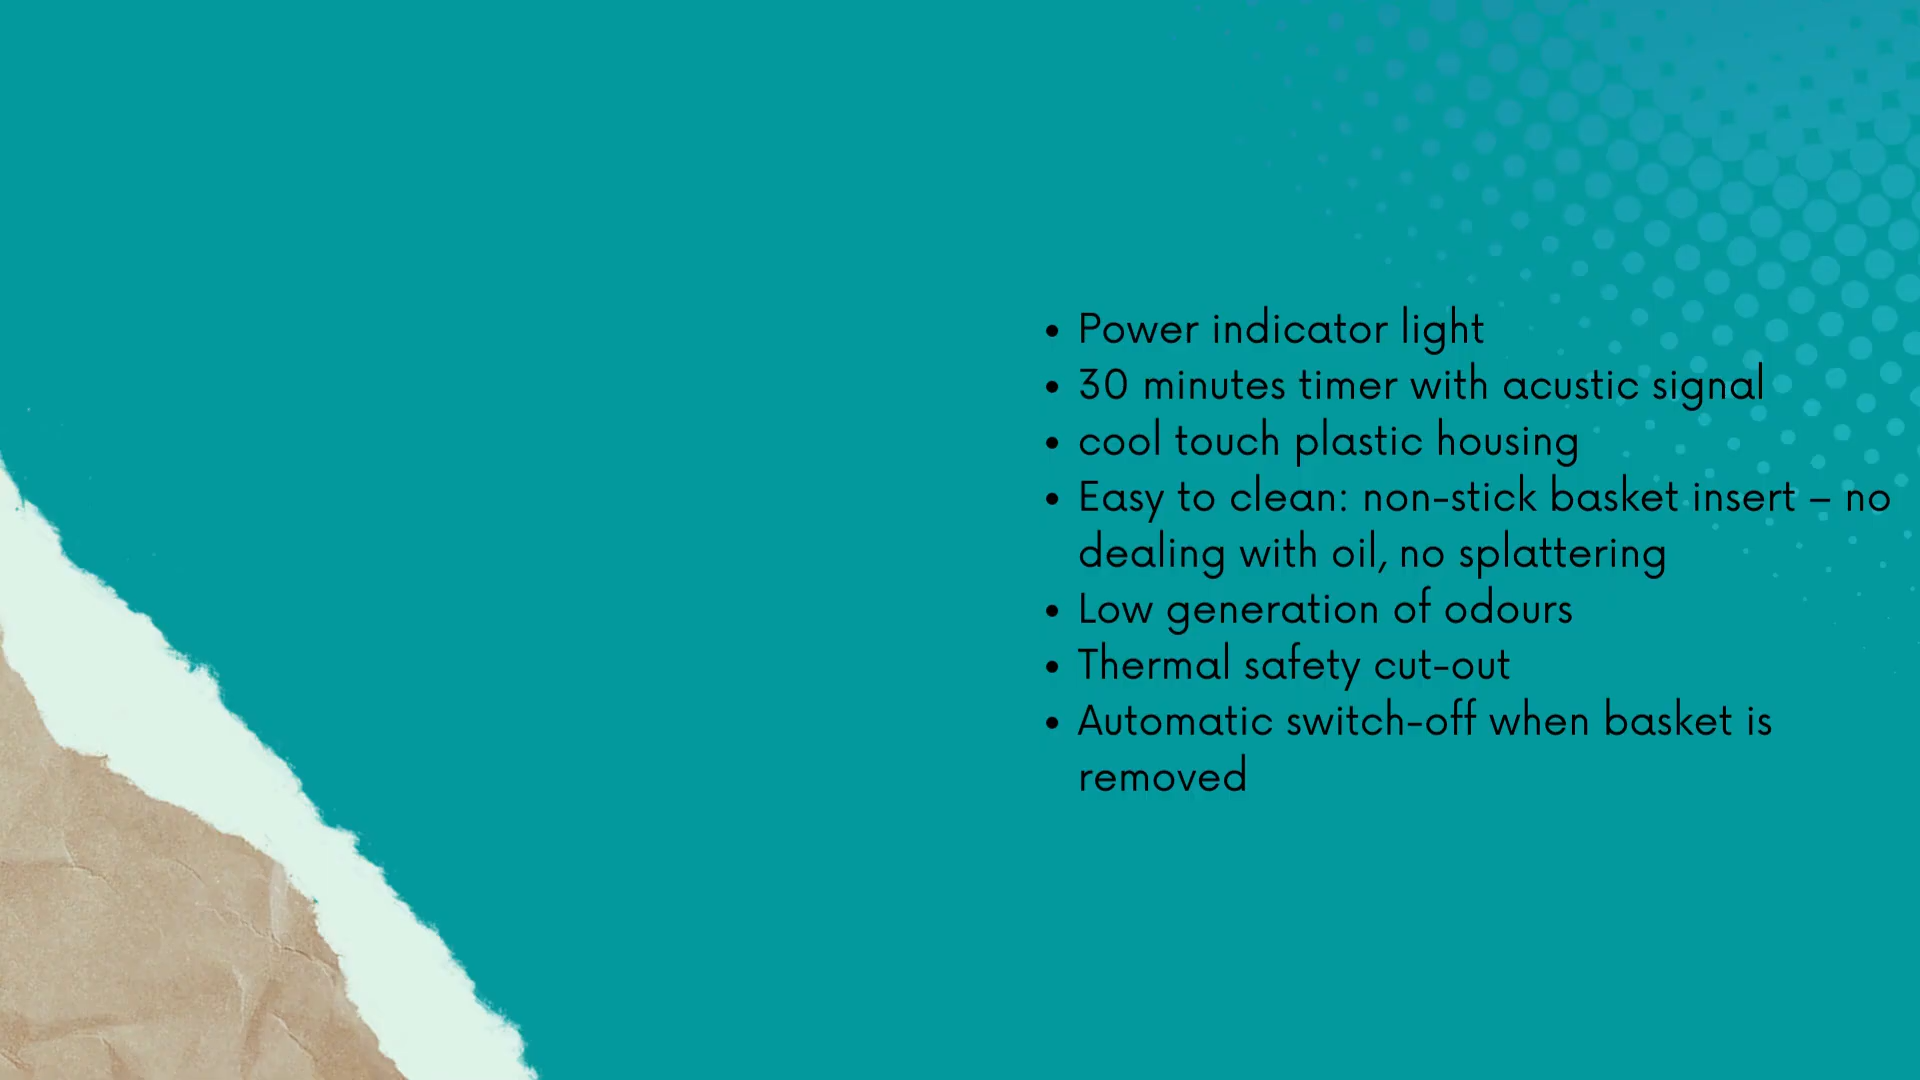 • Power indicator light
• 30 minutes timer with acustic signal
• cool touch plastic housing
• Easy to clean: non-stick basket insert – no
dealing with oil, no splattering
• Low generation of odours
• Thermal safety cut-out
• Automatic switch-off when basket is
removed